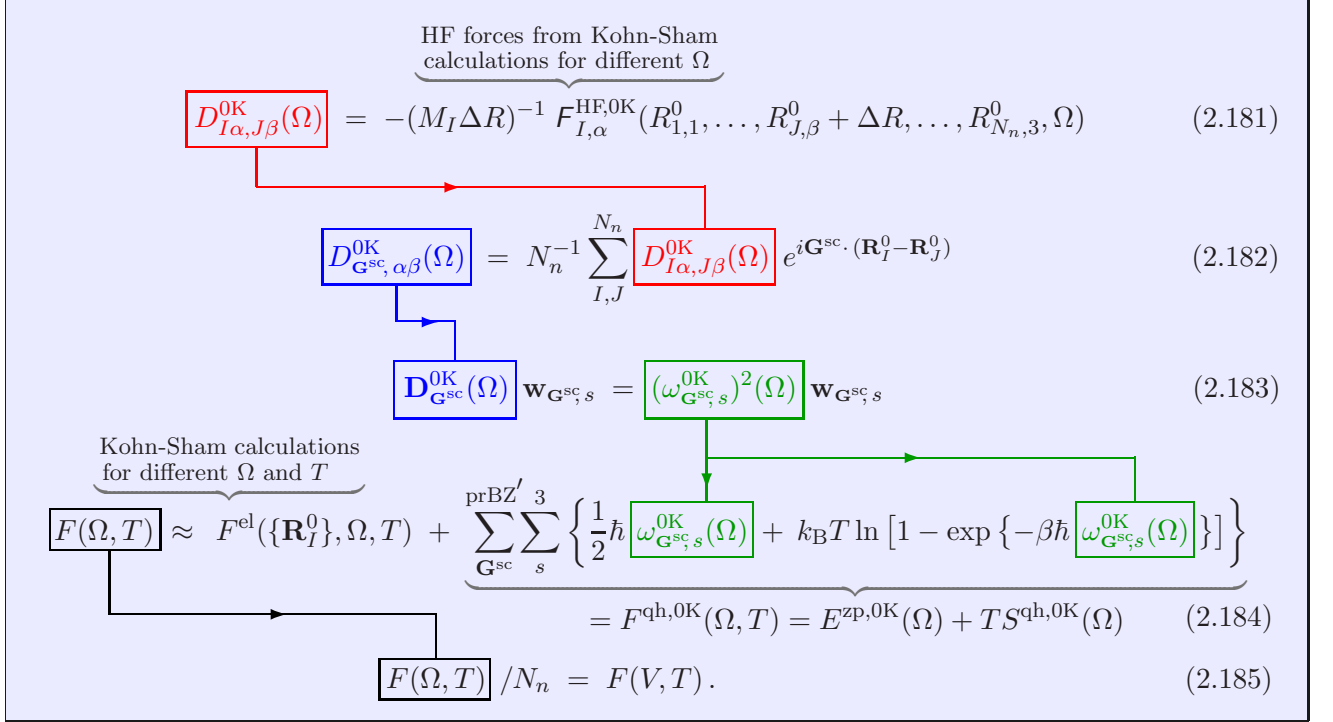 HF forces from Kohn-Sham
calculations for different Ω
D^{0K}_{Iα,Jβ}(Ω) = −(M_I ΔR)^{−1} F^{HF,0K}_{I,α}(R^0_{1,1}, . . . , R^0_{J,β} + ΔR, . . . , R^0_{N_n,3}, Ω) (2.181)
D^{0K}_{G^{sc},αβ}(Ω) = N_n^{−1} ∑_{I,J}^{N_n} D^{0K}_{Iα,Jβ}(Ω) e^{iG^{sc}·(R^0_I−R^0_J)} (2.182)
D^{0K}_{G^{sc}}(Ω) w_{G^{sc},s} = (ω^{0K}_{G^{sc},s})^2(Ω) w_{G^{sc},s} (2.183)
Kohn-Sham calculations
for different Ω and T
F(Ω, T) ≈ F^{el}({R^0_I}, Ω, T) + ∑_{G^{sc}}^{prBZ′} ∑_s^3 { \frac{1}{2} ℏ ω^{0K}_{G^{sc},s}(Ω) + k_B T ln [1 − exp {−βℏ ω^{0K}_{G^{sc},s}(Ω) }] }
= F^{qh,0K}(Ω, T) = E^{zp,0K}(Ω) + TS^{qh,0K}(Ω) (2.184)
F(Ω, T) /N_n = F(V, T) . (2.185)